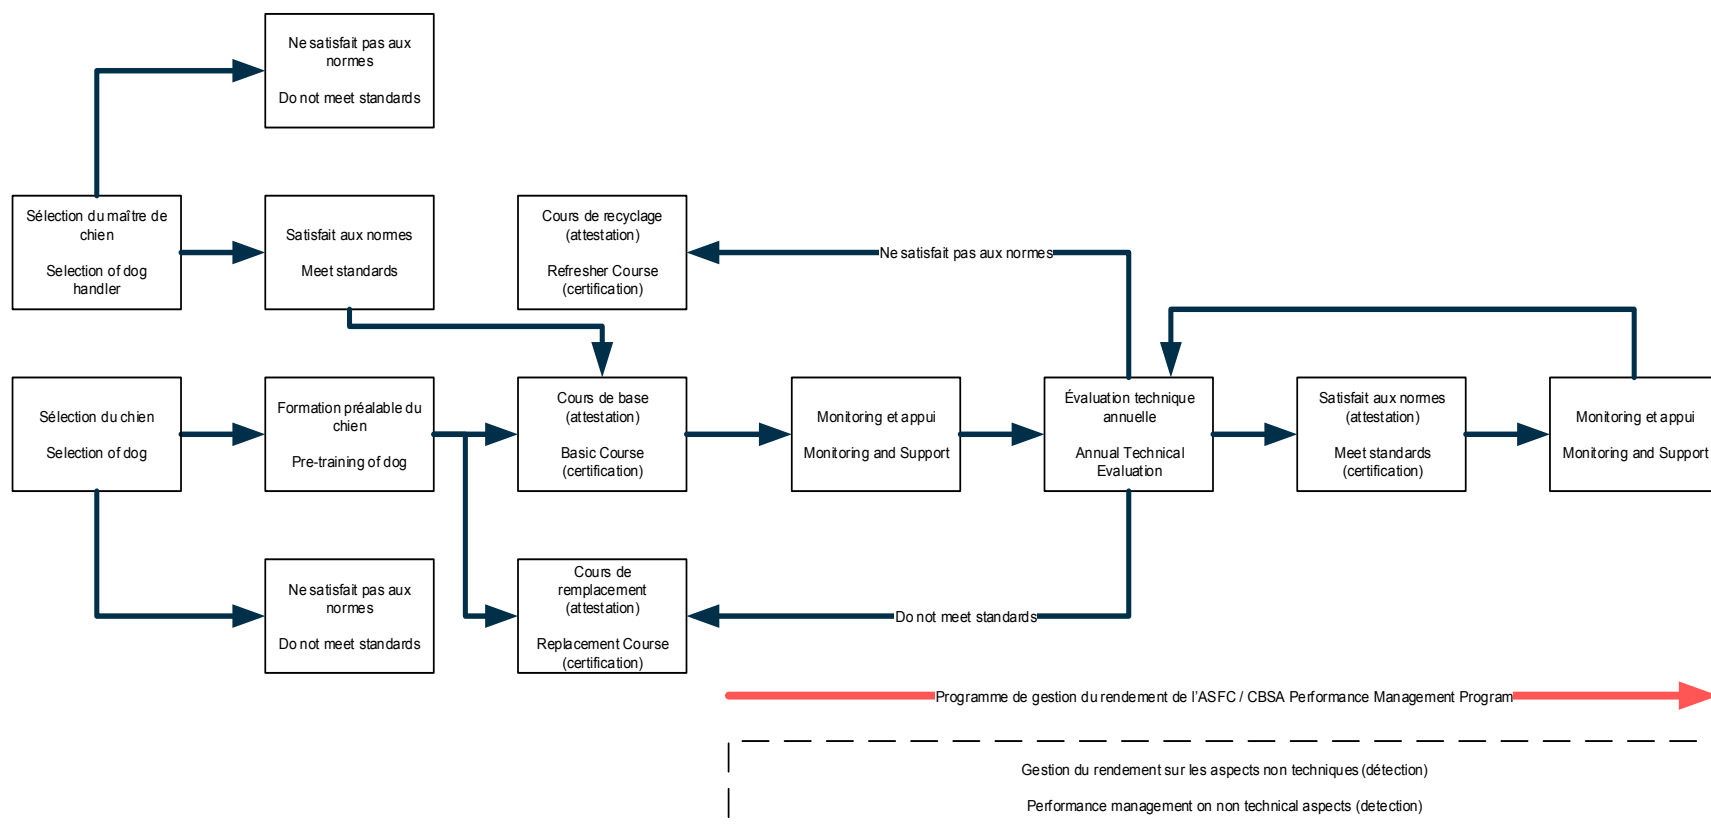 Ne satisfait pas aux
normes
Do not meet standards
Sélection du maître de
chien
Selection of dog
handler
Satisfait aux normes
Meet standards
Cours de recyclage
(attestation)
Refresher Course
(certification)
Ne satisfait pas aux normes
Sélection du chien
Selection of dog
Formation préalable du
chien
Pre-training of dog
Cours de base
(attestation)
Basic Course
(certification)
Monitoring et appui
Monitoring and Support
Évaluation technique
annuelle
Annual Technical
Evaluation
Satisfait aux normes
(attestation)
Meet standards
(certification)
Monitoring et appui
Monitoring and Support
Ne satisfait pas aux
normes
Do not meet standards
Cours de
remplacement
(attestation)
Replacement Course
(certification)
Do not meet standards
Programme de gestion du rendement de l'ASFC / CBSA Performance Management Program
Gestion du rendement sur les aspects non techniques (détection)
Performance management on non technical aspects (detection)